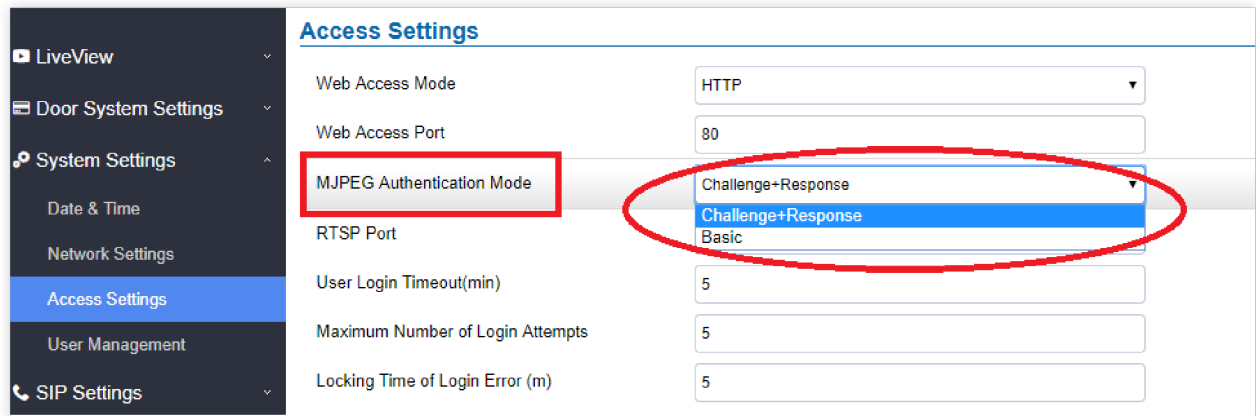 LiveView
Door System Settings
System Settings
Date & Time
Network Settings
Access Settings
User Management
SIP Settings
Access Settings
Web Access Mode
HTTP
Web Access Port
80
MJPEG Authentication Mode
Challenge+Response
Challenge+Response
Basic
RTSP Port
User Login Timeout(min)
5
Maximum Number of Login Attempts
5
Locking Time of Login Error (m)
5